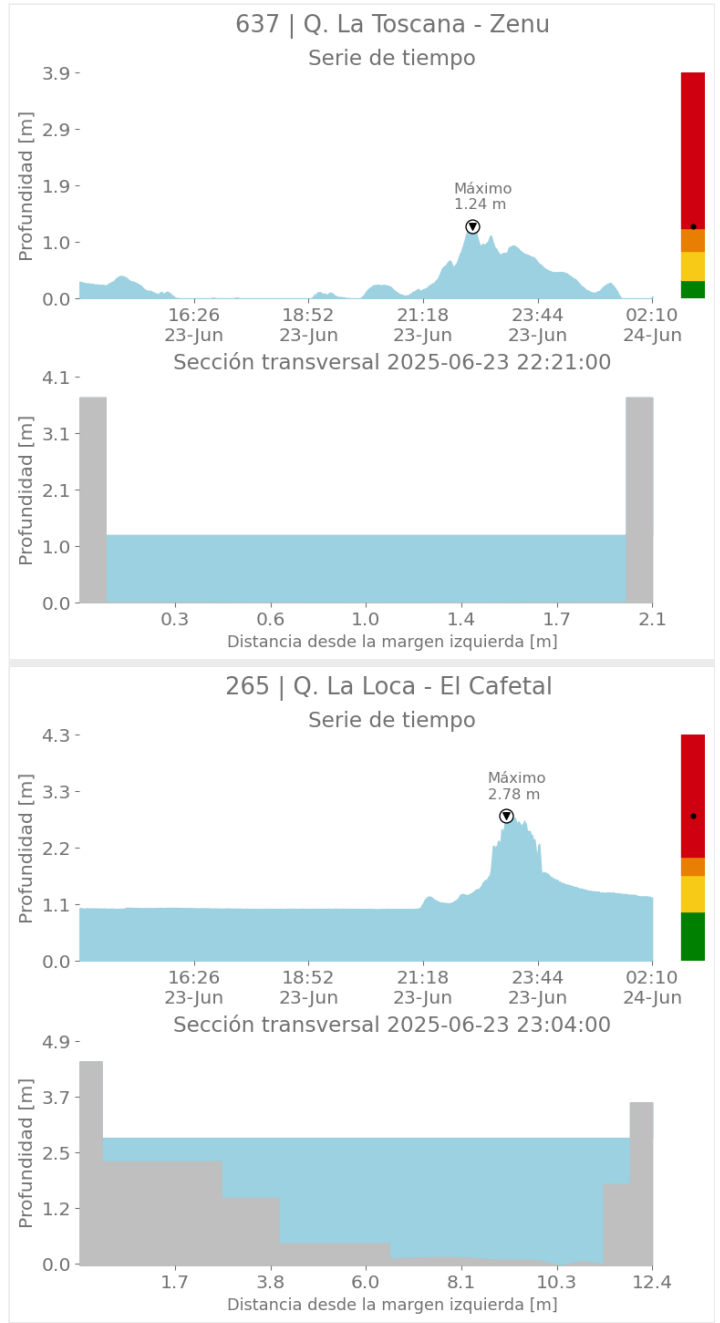 637 | Q. La Toscana - Zenu
Serie de tiempo
Profundidad [m]
3.9
2.9
1.9
1.0
0.0
Máximo
1.24 m
16:26 18:52 21:18 23:44 02:10
23-Jun 23-Jun 23-Jun 23-Jun 24-Jun
Sección transversal 2025-06-23 22:21:00
Profundidad [m]
4.1
3.1
2.1
1.0
0.0
0.3 0.6 1.0 1.4 1.7 2.1
Distancia desde la margen izquierda [m]
265 | Q. La Loca - El Cafetal
Serie de tiempo
Profundidad [m]
4.3
3.3
2.2
1.1
0.0
Máximo
2.78 m
16:26 18:52 21:18 23:44 02:10
23-Jun 23-Jun 23-Jun 23-Jun 24-Jun
Sección transversal 2025-06-23 23:04:00
Profundidad [m]
4.9
3.7
2.5
1.2
0.0
1.7 3.8 6.0 8.1 10.3 12.4
Distancia desde la margen izquierda [m]